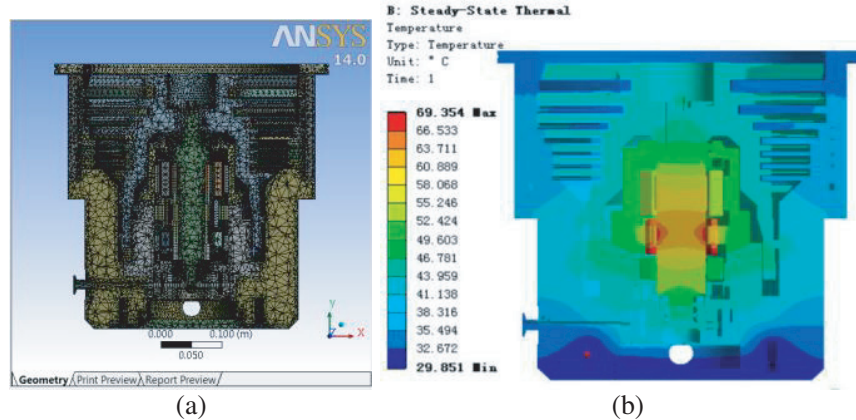 ANSYS
14.0
0.000
0.100 (m)
0.050
Y
X
Geometry / Print Preview / Report Preview /
(a)
B: Steady-State Thermal
Temperature
Type: Temperature
Unit: ° C
Time: 1
69.354 Max
66.533
63.711
60.889
58.068
55.246
52.424
49.603
46.781
43.959
41.138
38.316
35.494
32.672
29.851 Min
(b)